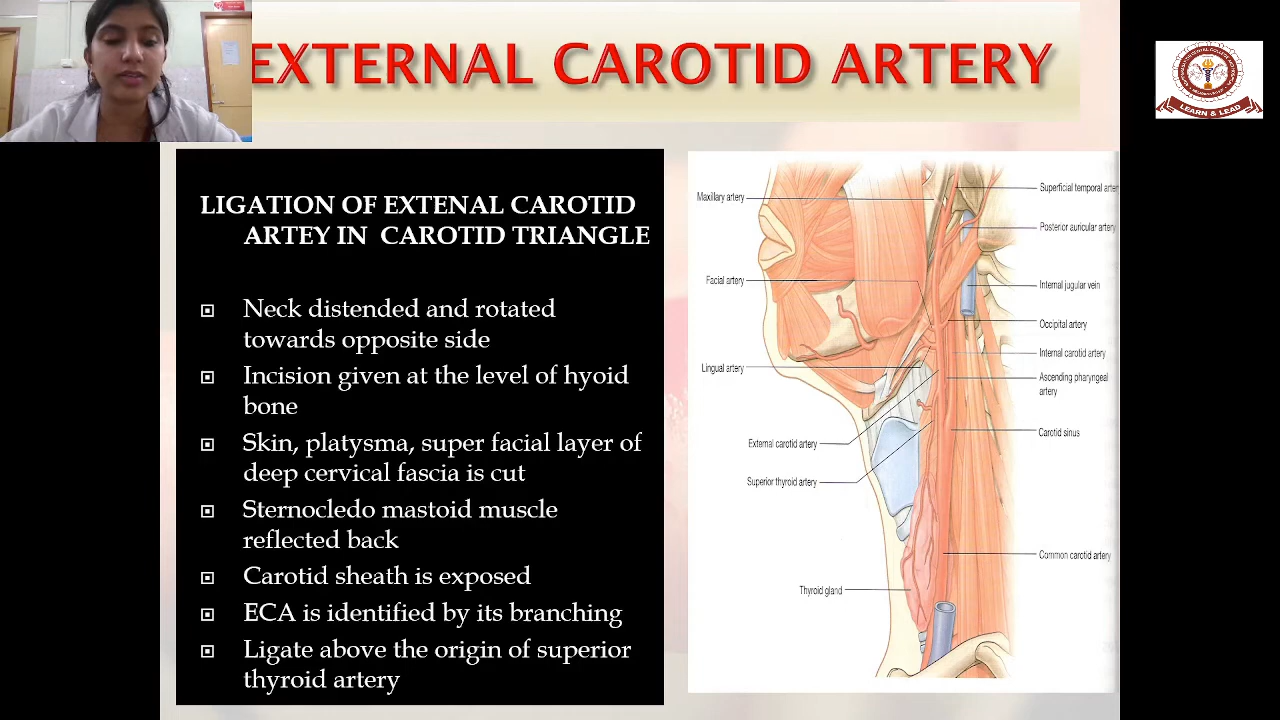 EXTERNAL CAROTID ARTERY
LEARN & LEAD
LIGATION OF EXTENAL CAROTID
ARTEY IN CAROTID TRIANGLE
Neck distended and rotated
towards opposite side
Incision given at the level of hyoid
bone
Skin, platysma, super facial layer of
deep cervical fascia is cut
Sternocledo mastoid muscle
reflected back
Carotid sheath is exposed
ECA is identified by its branching
Ligate above the origin of superior
thyroid artery
Maxillary artery
Facial artery
Lingual artery
External carotid artery
Superior thyroid artery
Thyroid gland
Superficial temporal arter
Posterior auricular artery
Internal jugular vein
Occipital artery
Internal carotid artery
Ascending pharyngeal
artery
Carotid sinus
Common carotid artery